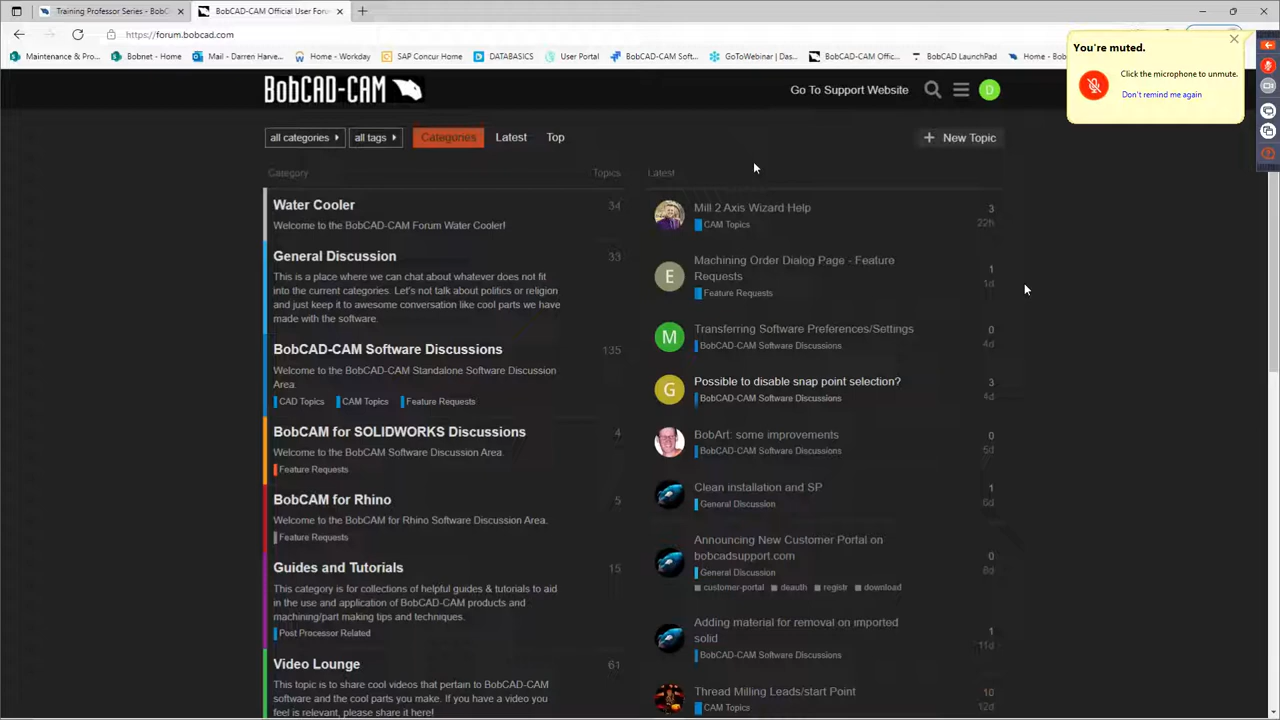 Training Professor Series - BobC
BobCAD-CAM Official User Foru
https://forum.bobcad.com
Maintenance & Pro...
Bobnet - Home
Mail - Darren Harve...
Home - Workday
SAP Concur Home
DATABASICS
User Portal
BobCAD-CAM Soft...
GoToWebinar | Das...
BobCAD-CAM Offic...
BobCAD LaunchPad
Home - Bob
You're muted.
Click the microphone to unmute.
Don't remind me again
BobCAD-CAM
Go To Support Website
D
all categories
all tags
Categories
Latest
Top
+ New Topic
Category
Topics
Water Cooler
34
Welcome to the BobCAD-CAM Forum Water Cooler!
General Discussion
33
This is a place where we can chat about whatever does not fit
into the current categories. Let's not talk about politics or religion
and just keep it to awesome conversation like cool parts we have
made with the software.
BobCAD-CAM Software Discussions
135
Welcome to the BobCAD-CAM Standalone Software Discussion
Area.
CAD Topics
CAM Topics
Feature Requests
BobCAM for SOLIDWORKS Discussions
4
Welcome to the BobCAM Software Discussion Area.
Feature Requests
BobCAM for Rhino
5
Welcome to the BobCAM for Rhino Software Discussion Area.
Feature Requests
Guides and Tutorials
15
This category is for collections of helpful guides & tutorials to aid
in the use and application of BobCAD-CAM products and
machining/part making tips and techniques.
Post Processor Related
Video Lounge
61
This topic is to share cool videos that pertain to BobCAD-CAM
software and the cool parts you make. If you have a video you
feel is relevant, please share it here!
Latest
Mill 2 Axis Wizard Help
3
CAM Topics
22h
E
Machining Order Dialog Page - Feature
Requests
1
Feature Requests
1d
M
Transferring Software Preferences/Settings
0
BobCAD-CAM Software Discussions
4d
G
Possible to disable snap point selection?
3
BobCAD-CAM Software Discussions
4d
BobArt: some improvements
0
BobCAD-CAM Software Discussions
5d
Clean installation and SP
1
General Discussion
6d
Announcing New Customer Portal on
bobcadsupport.com
0
General Discussion
8d
customer-portal
deauth
registr
download
Adding material for removal on imported
solid
1
BobCAD-CAM Software Discussions
11d
Thread Milling Leads/start Point
10
CAM Topics
12d